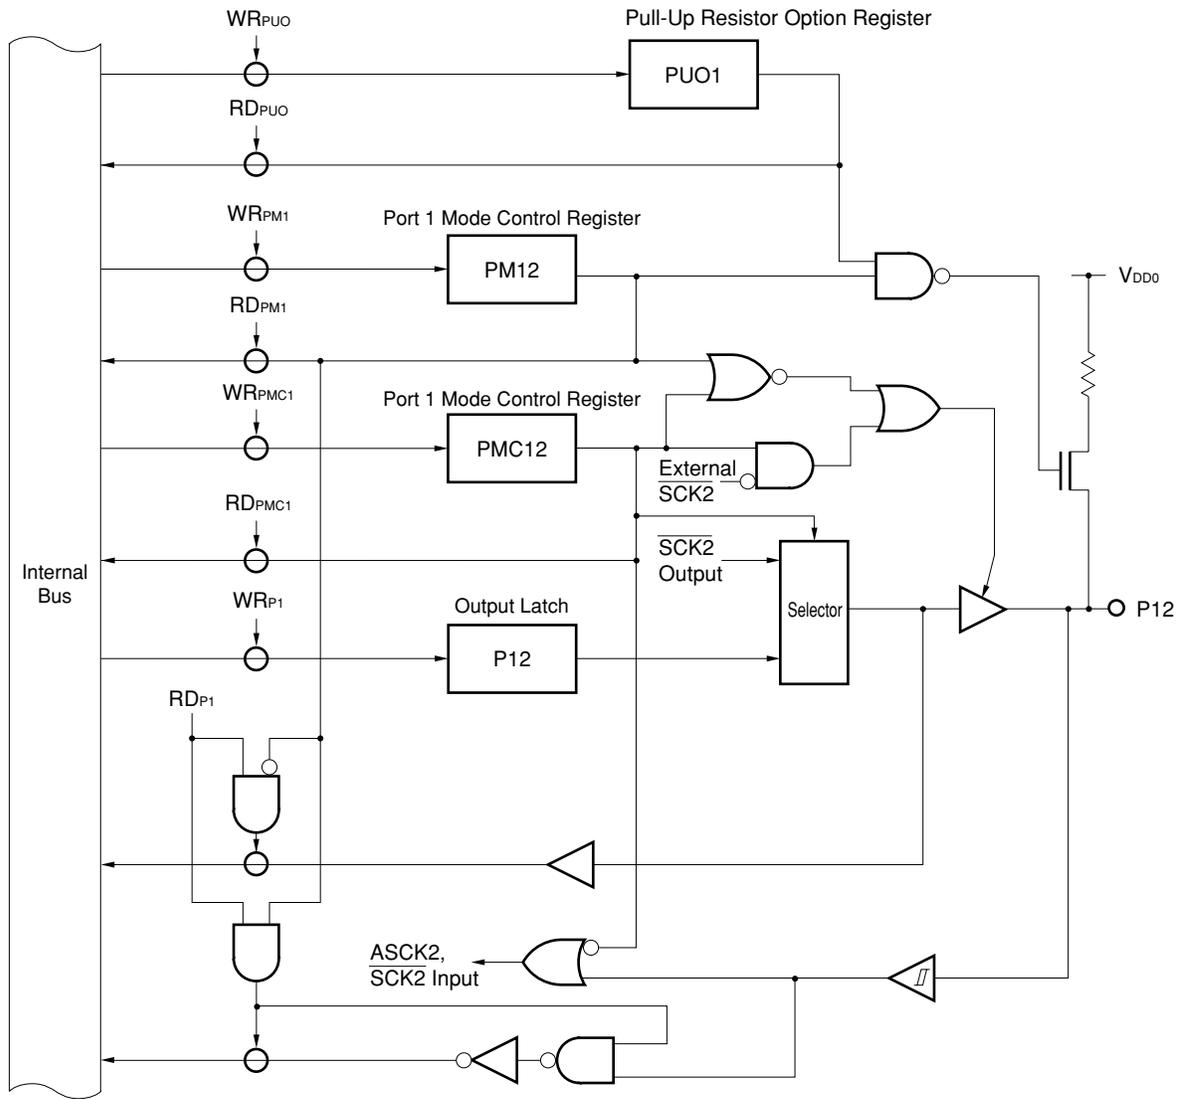 WRPUO
Pull-Up Resistor Option Register
PUO1
RDPUO
WRPM1
Port 1 Mode Control Register
PM12
VDD0
RDPM1
WRPMC1
Port 1 Mode Control Register
PMC12
External
SCK2
RDPMC1
SCK2
Output
Internal
Bus
WRP1
Output Latch
P12
Selector
P12
RDP1
ASCK2,
SCK2 Input